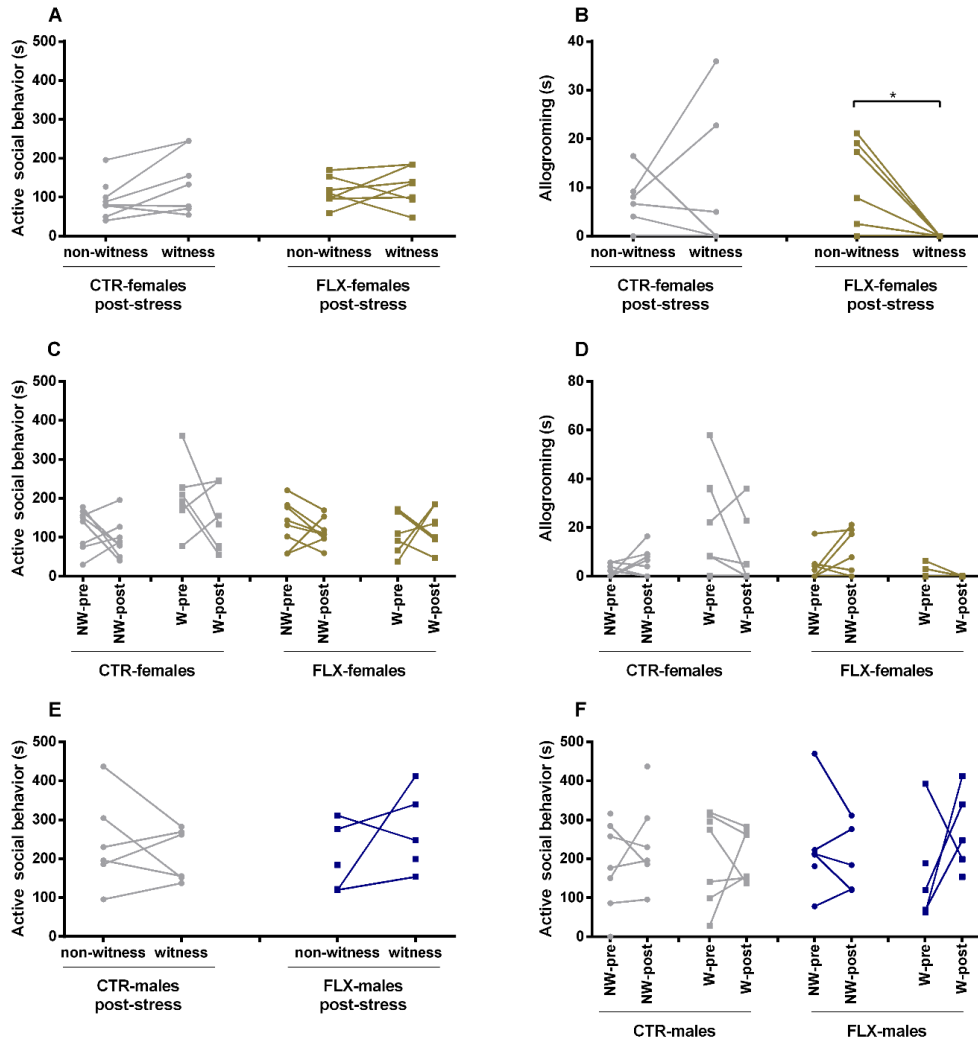 A
Active social behavior (s)
500
400
300
200
100
0
non-witness witness non-witness witness
CTR-females FLX-females
post-stress post-stress
B
Allogrooming (s)
40
30
20
10
0
*
non-witness witness non-witness witness
CTR-females FLX-females
post-stress post-stress
C
Active social behavior (s)
500
400
300
200
100
0
NW-pre NW-post W-pre W-post NW-pre NW-post W-pre W-post
CTR-females FLX-females
D
Allogrooming (s)
80
60
40
20
0
NW-pre NW-post W-pre W-post NW-pre NW-post W-pre W-post
CTR-females FLX-females
E
Active social behavior (s)
500
400
300
200
100
0
non-witness witness non-witness witness
CTR-males FLX-males
post-stress post-stress
F
Active social behavior (s)
500
400
300
200
100
0
NW-pre NW-post W-pre W-post NW-pre NW-post W-pre W-post
CTR-males FLX-males